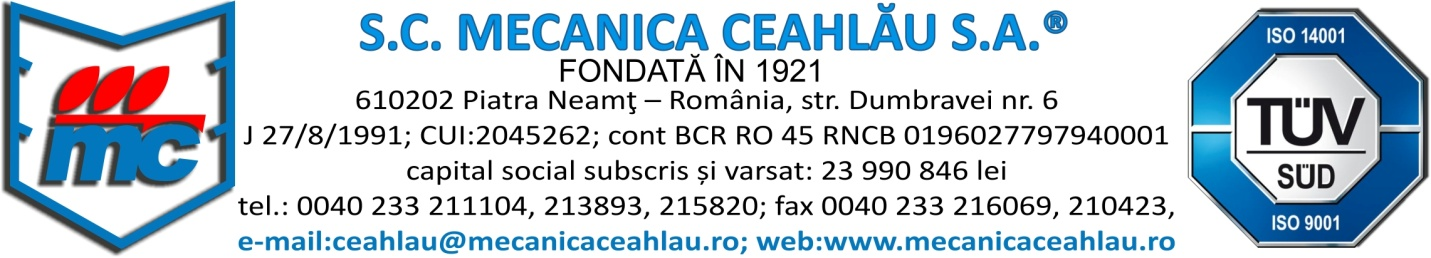 mc
S.C. MECANICA CEAHLĂU S.A.®
FONDATĂ ÎN 1921
610202 Piatra Neamţ – România, str. Dumbravei nr. 6
J 27/8/1991; CUI:2045262; cont BCR RO 45 RNCB 0196027797940001
capital social subscris și varsat: 23 990 846 lei
tel.: 0040 233 211104, 213893, 215820; fax 0040 233 216069, 210423,
e-mail:ceahlau@mecanicaceahlau.ro; web:www.mecanicaceahlau.ro
ISO 14001
TÜV
SÜD
ISO 9001